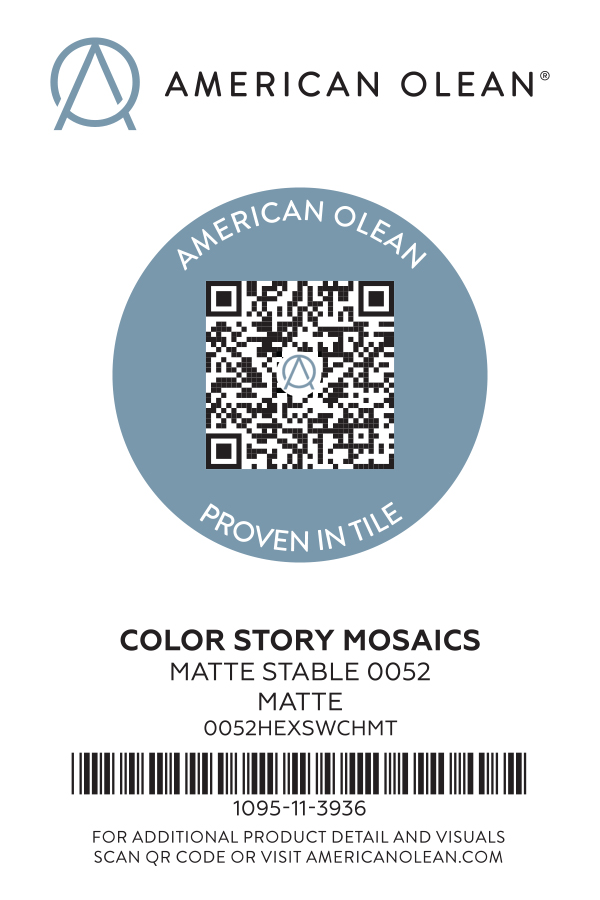 AMERICAN OLEAN®
AMERICAN OLEAN
PROVEN IN TILE
COLOR STORY MOSAICS
MATTE STABLE 0052
MATTE
0052HEXSWCHMT
1095-11-3936
FOR ADDITIONAL PRODUCT DETAIL AND VISUALS
SCAN QR CODE OR VISIT AMERICANOLEAN.COM